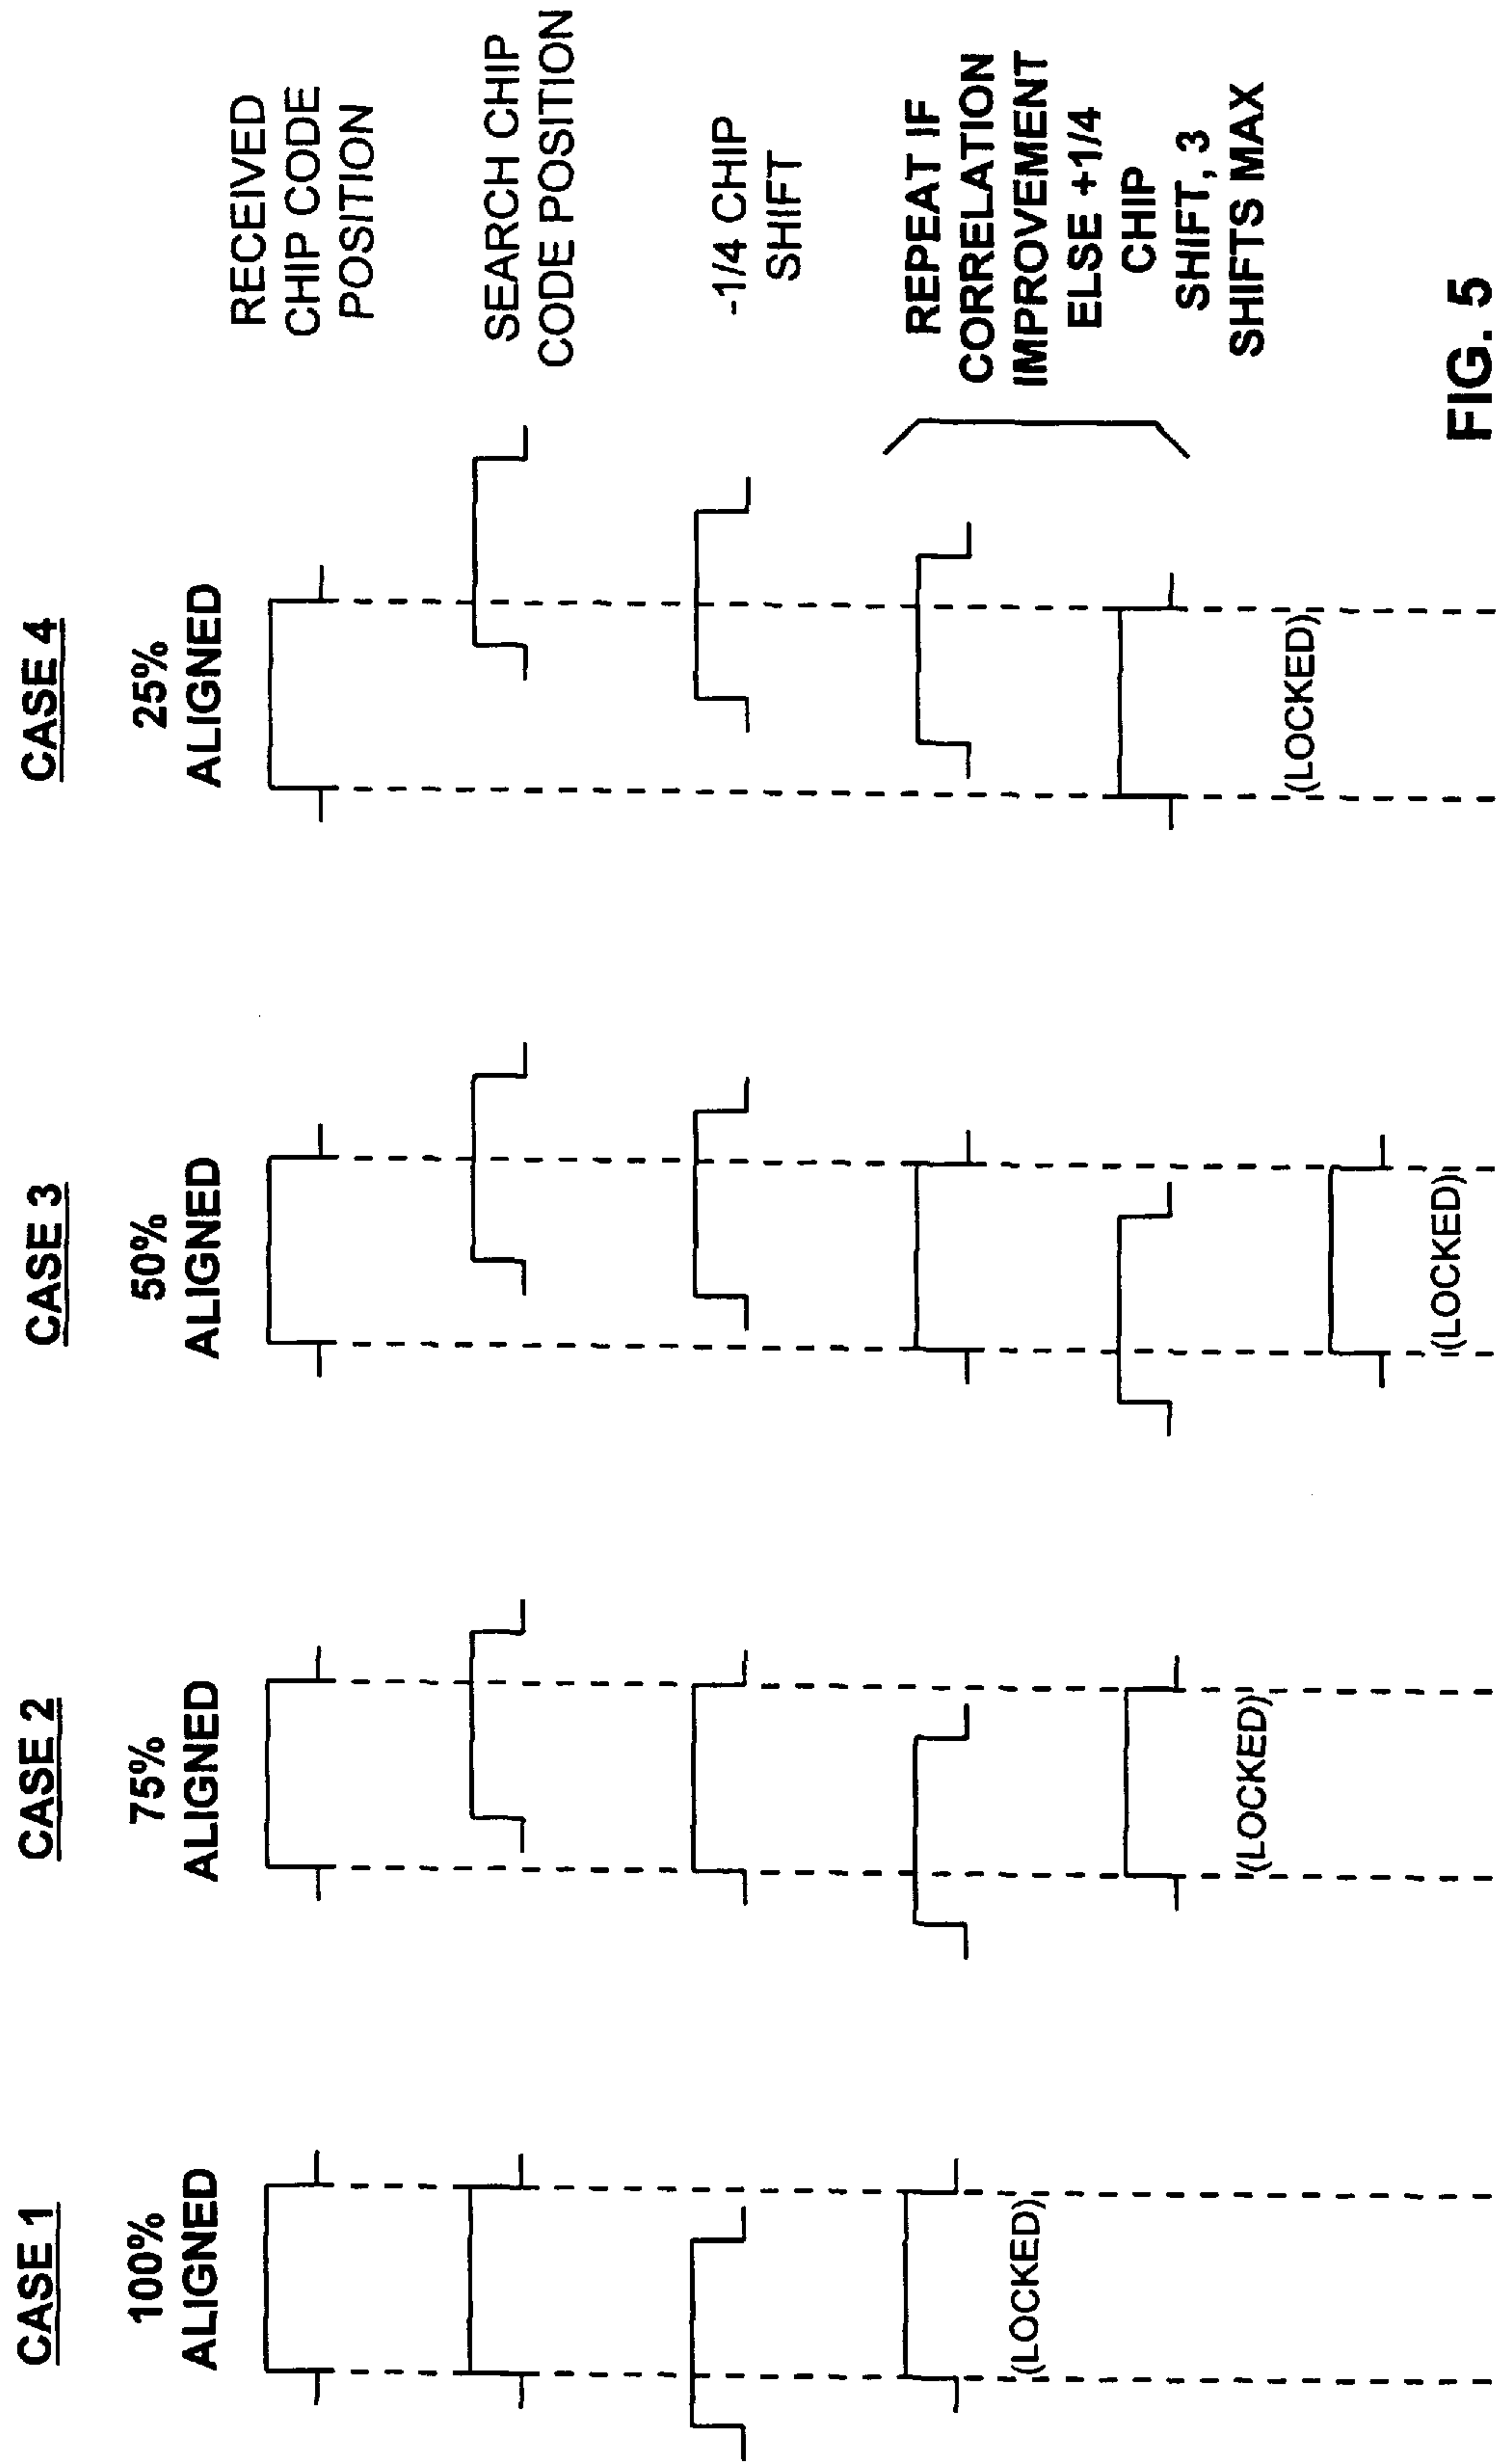 CASE 1
CASE 2
CASE 3
CASE 4
100%
ALIGNED
75%
ALIGNED
50%
ALIGNED
25%
ALIGNED
RECEIVED
CHIP CODE
POSITION
SEARCH CHIP
CODE POSITION
-1/4 CHIP
SHIFT
REPEAT IF
CORRELATION
IMPROVEMENT
ELSE +1/4
CHIP
SHIFT, 3
SHIFTS MAX
(LOCKED)
(LOCKED)
(LOCKED)
(LOCKED)
FIG. 5